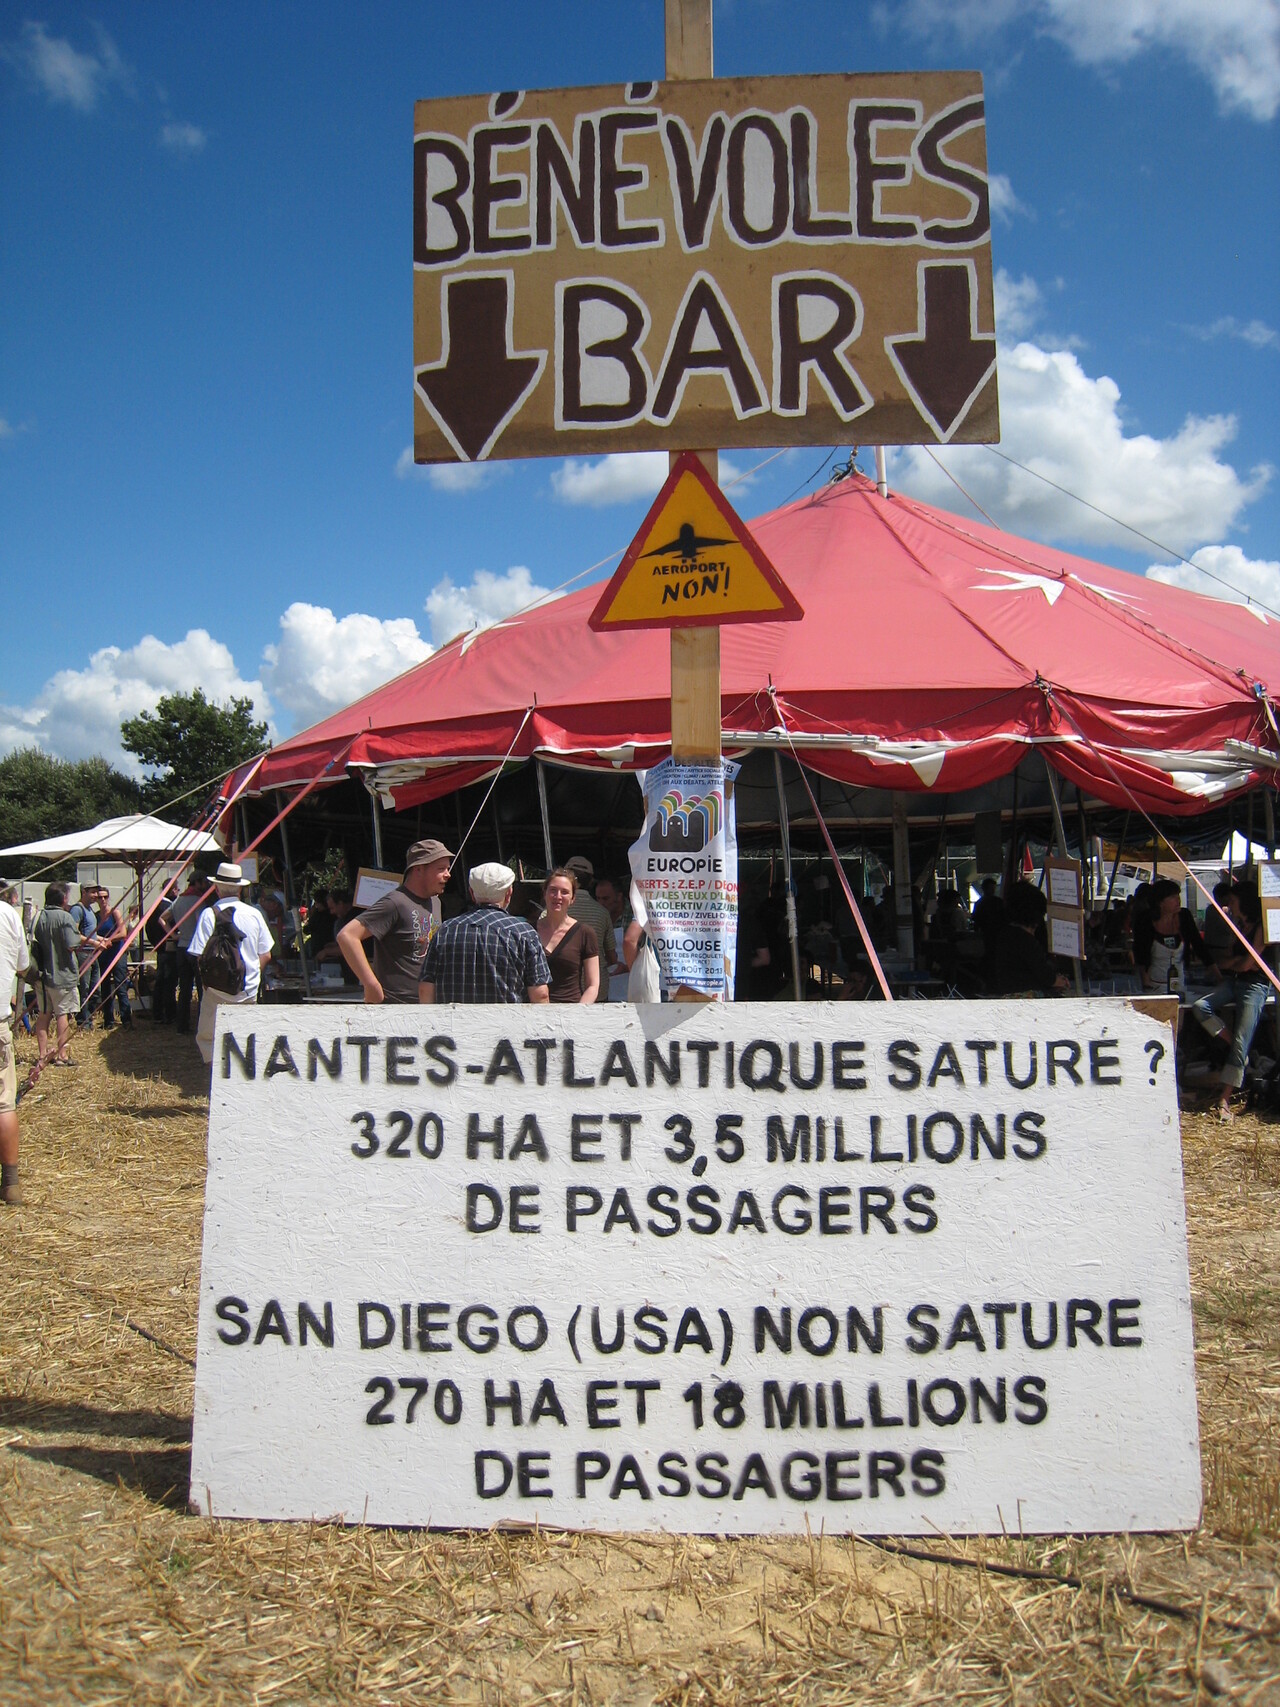 BÉNÉVOLES
BAR
AEROPORT
NON!
EUROPIE
OULOUSE
NANTES-ATLANTIQUE SATURÉ ?
320 HA ET 3,5 MILLIONS
DE PASSAGERS
SAN DIEGO (USA) NON SATURE
270 HA ET 18 MILLIONS
DE PASSAGERS